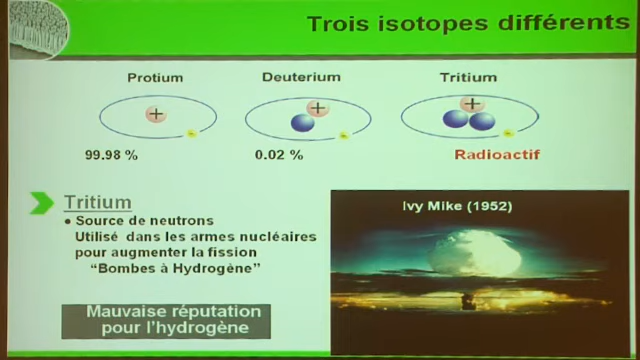 Trois isotopes différents
Protium Deuterium Tritium
+ + +
99.98 % 0.02 % Radioactif
Tritium
● Source de neutrons
Utilisé dans les armes nucléaires
pour augmenter la fission
“Bombes à Hydrogène”
Mauvaise réputation
pour l’hydrogène
Ivy Mike (1952)